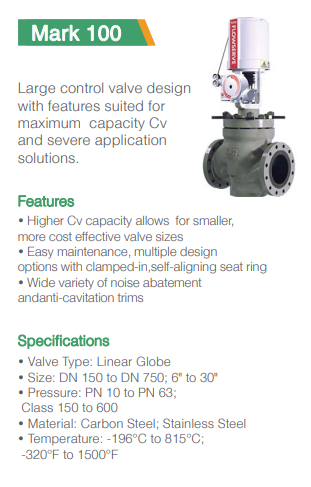 Mark 100
FLOWSERVE
Large control valve design
with features suited for
maximum  capacity Cv
and severe application
solutions.
Features
• Higher Cv capacity allows  for smaller,
more cost effective valve sizes
• Easy maintenance, multiple design
options with clamped-in,self-aligning seat ring
• Wide variety of noise abatement
andanti-cavitation trims
Specifications
• Valve Type: Linear Globe
• Size: DN 150 to DN 750; 6" to 30"
• Pressure: PN 10 to PN 63;
Class 150 to 600
• Material: Carbon Steel; Stainless Steel
• Temperature: -196°C to 815°C;
-320°F to 1500°F